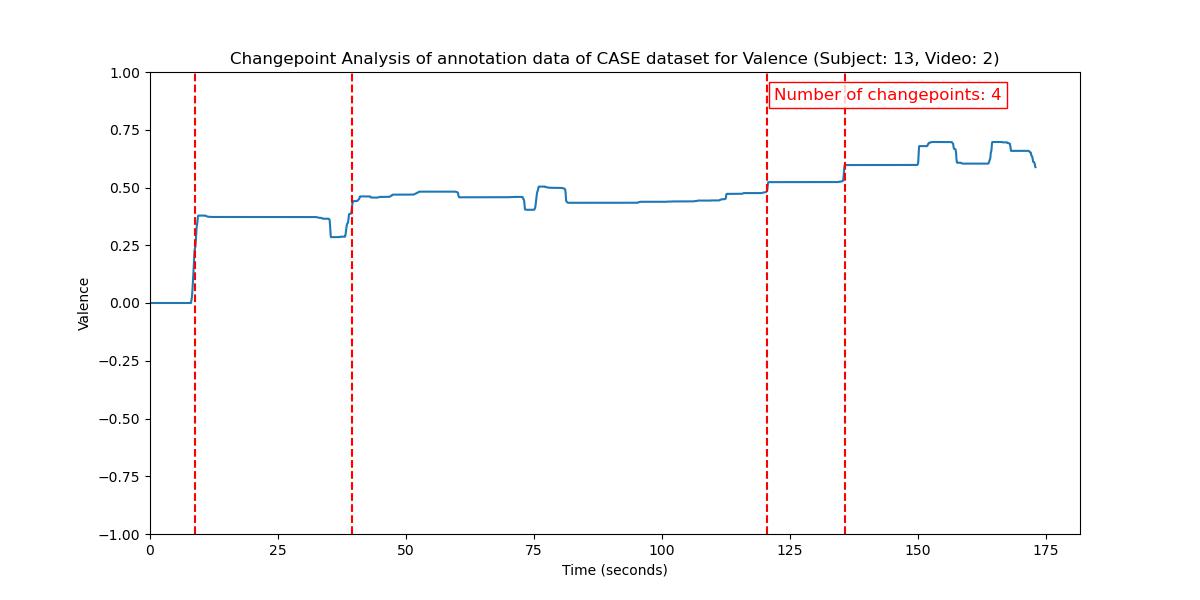 Changepoint Analysis of annotation data of CASE dataset for Valence (Subject: 13, Video: 2)
Number of changepoints: 4
1.00
0.75
0.50
0.25
0.00
−0.25
−0.50
−0.75
−1.00
Valence
0 25 50 75 100 125 150 175
Time (seconds)